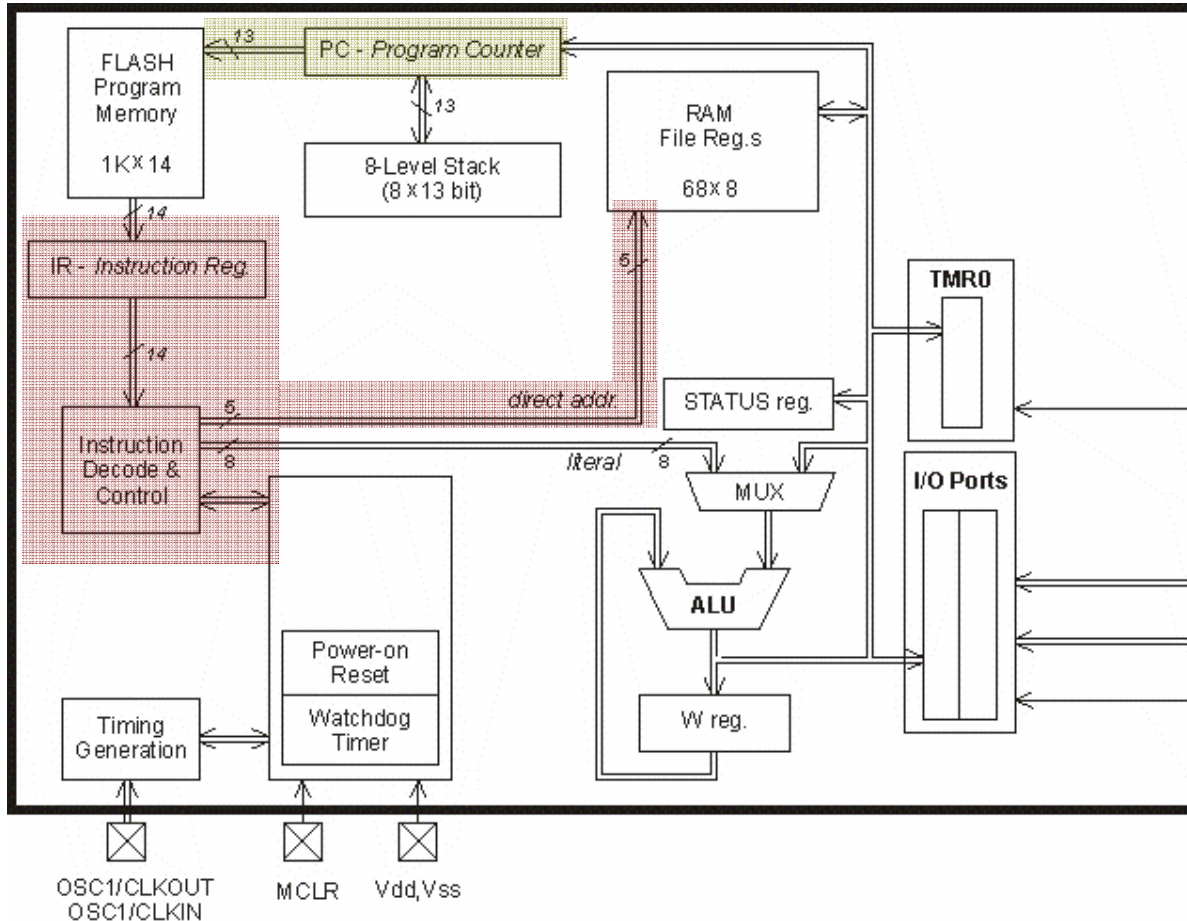 FLASH
Program
Memory
1K×14
13
PC - Program Counter
13
8-Level Stack
(8×13 bit)
RAM
File Reg.s
68×8
14
IR - Instruction Reg.
14
5
TMR0
direct addr.
5
STATUS reg.
Instruction
Decode &
Control
8
literal
8
MUX
I/O Ports
ALU
Power-on
Reset
Watchdog
Timer
Timing
Generation
W reg.
OSC1/CLKOUT
OSC1/CLKIN
MCLR
Vdd,Vss